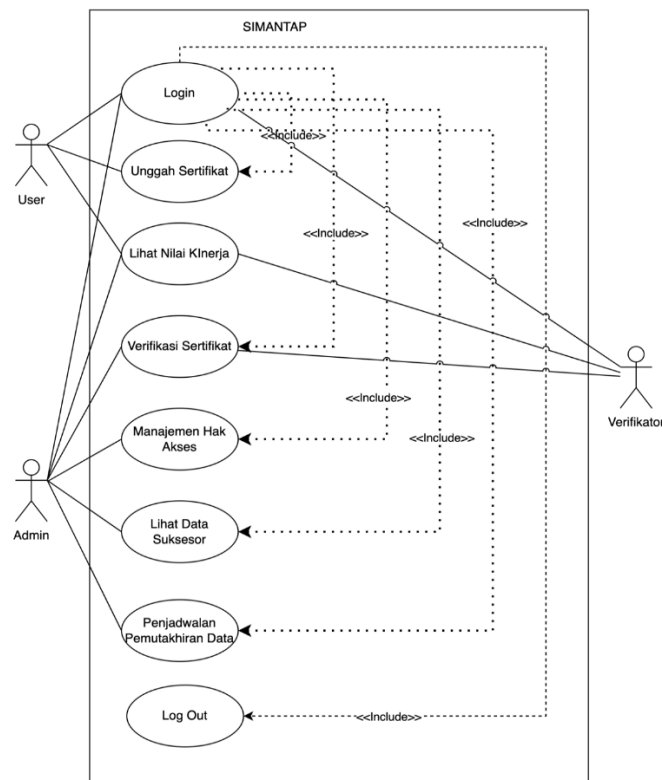 SIMANTAP
Login
<<Include>>
User
Unggah Sertifikat
<<Include>>
<<Include>>
Lihat Nilai KInerja
Verifikasi Sertifikat
Verifikator
<<Include>>
Manajemen Hak
Akses
<<Include>>
Admin
Lihat Data
Suksesor
Penjadwalan
Pemutakhiran Data
Log Out
<<Include>>